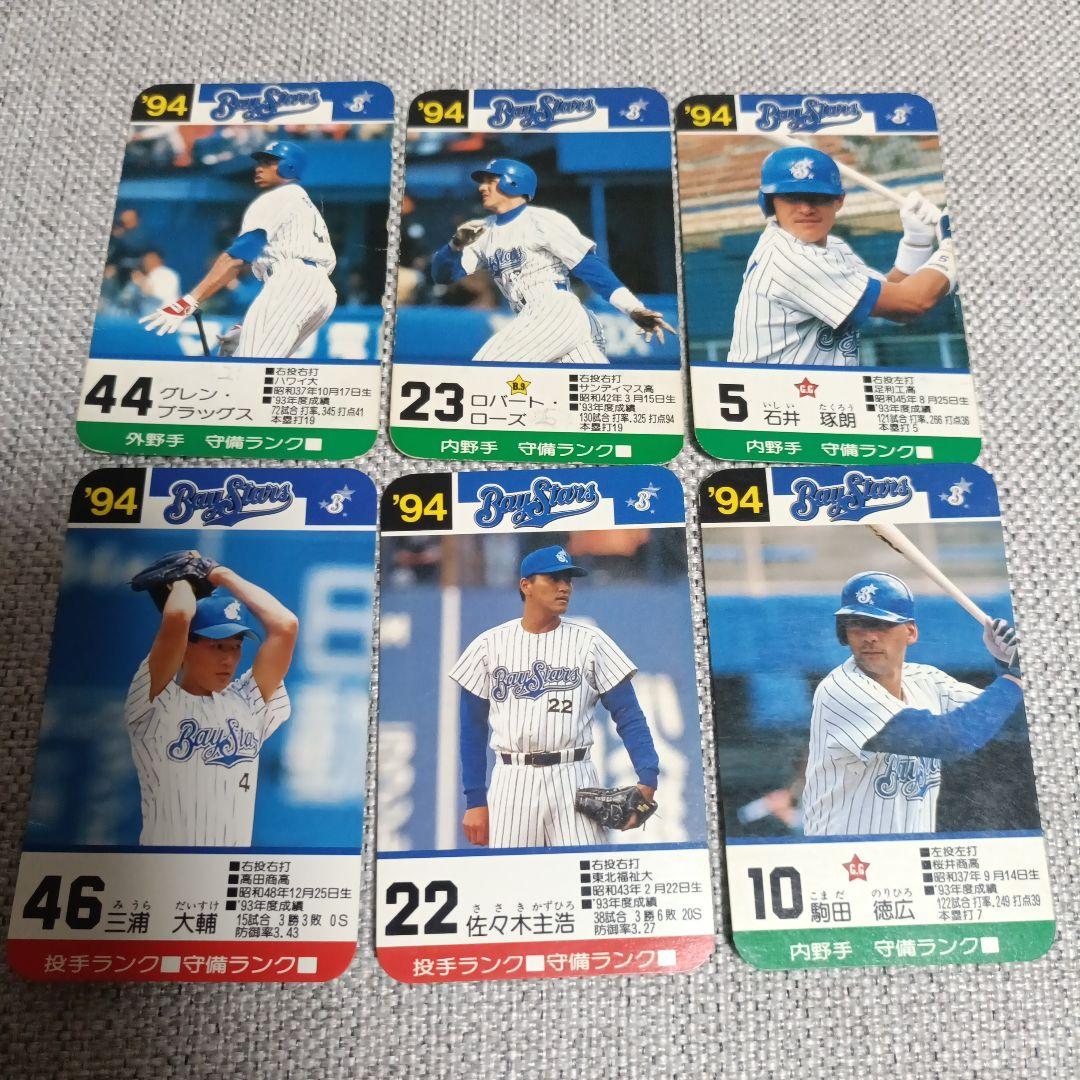 '94 BayStars B
44 グレン・ブラッグス
■右投右打
■ハワイ大
■昭和37年10月17日生
■'93年度成績
72試合 打率.345 打点41
本塁打19
外野手 守備ランク■
'94 BayStars B
23 B.9 ロバート・ローズ
■右投右打
■サンディマス高
■昭和42年 3月15日生
■'93年度成績
130試合 打率.325 打点94
本塁打19
内野手 守備ランク■
'94 BayStars B
5 G.G
いしい たくろう
石井 琢朗
■右投左打
■足利工高
■昭和45年 8月25日生
■'93年度成績
121試合 打率.266 打点36
本塁打 5
内野手 守備ランク■
'94 BayStars B
BayStars
4
46
みうら だいすけ
三浦 大輔
■右投右打
■高田商高
■昭和48年12月25日生
■'93年度成績
15試合 3勝3敗 0S
防御率3.43
投手ランク■守備ランク■
'94 BayStars B
BayStars
22
22
ささきかずひろ
佐々木主浩
■右投右打
■東北福祉大
■昭和43年 2月22日生
■'93年度成績
38試合 3勝6敗 20S
防御率3.27
投手ランク■守備ランク■
'94 BayStars B
10 G.G
こまだ のりひろ
駒田 徳広
■左投左打
■桜井商高
■昭和37年 9月14日生
■'93年度成績
122試合 打率.249 打点39
本塁打 7
内野手 守備ランク■